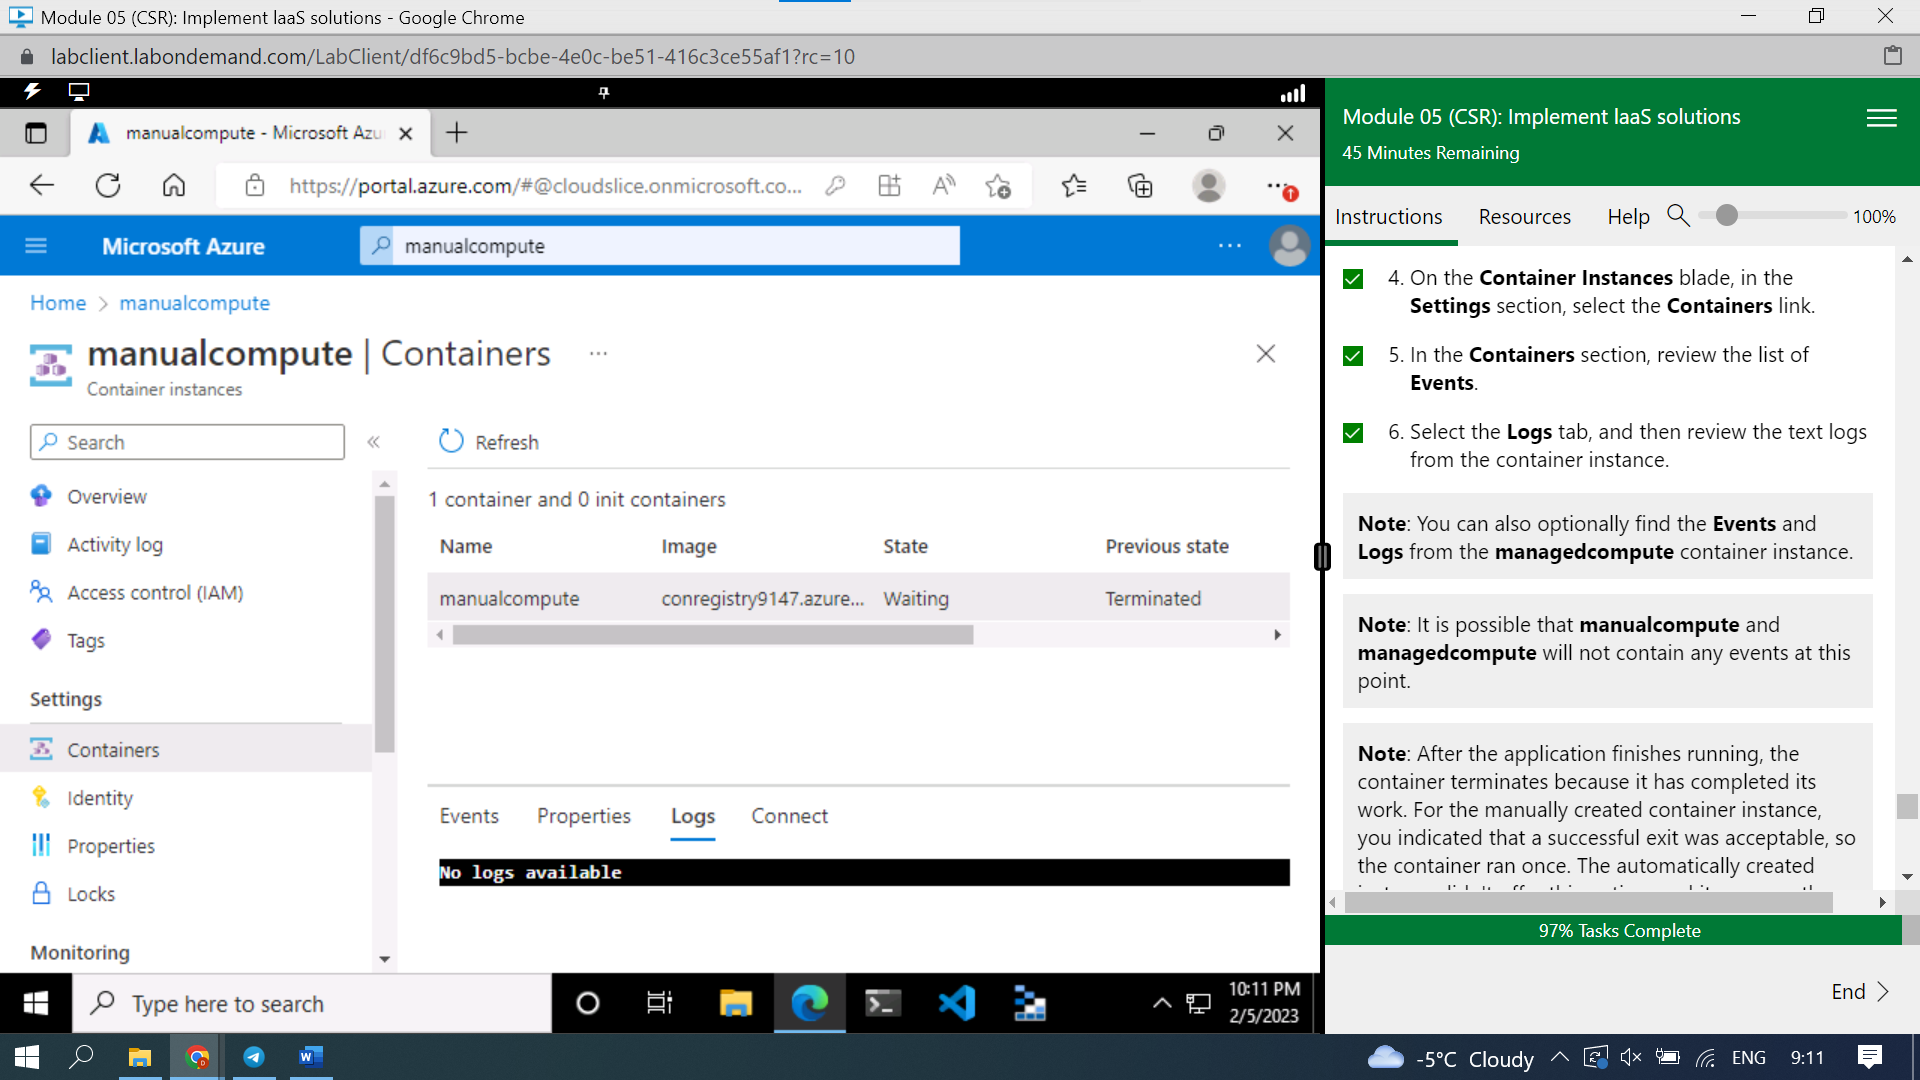 Module 05 (CSR): Implement IaaS solutions - Google Chrome
labclient.labondemand.com/LabClient/df6c9bd5-bcbe-4e0c-be51-416c3ce55af1?rc=10
manualcompute - Microsoft Azu
https://portal.azure.com/#@cloudslice.onmicrosoft.co...
Microsoft Azure
manualcompute
Home > manualcompute
manualcompute | Containers ...
Container instances
Search
Refresh
Overview
Activity log
Access control (IAM)
Tags
Settings
Containers
Identity
Properties
Locks
Monitoring
1 container and 0 init containers
Name Image State Previous state
manualcompute conregistry9147.azure... Waiting Terminated
Events Properties Logs Connect
No logs available
Type here to search
10:11 PM
2/5/2023
Module 05 (CSR): Implement IaaS solutions
45 Minutes Remaining
Instructions Resources Help 100%
4. On the Container Instances blade, in the
Settings section, select the Containers link.
5. In the Containers section, review the list of
Events.
6. Select the Logs tab, and then review the text logs
from the container instance.
Note: You can also optionally find the Events and
Logs from the managedcompute container instance.
Note: It is possible that manualcompute and
managedcompute will not contain any events at this
point.
Note: After the application finishes running, the
container terminates because it has completed its
work. For the manually created container instance,
you indicated that a successful exit was acceptable, so
the container ran once. The automatically created
97% Tasks Complete
End >
-5°C Cloudy
ENG
9:11